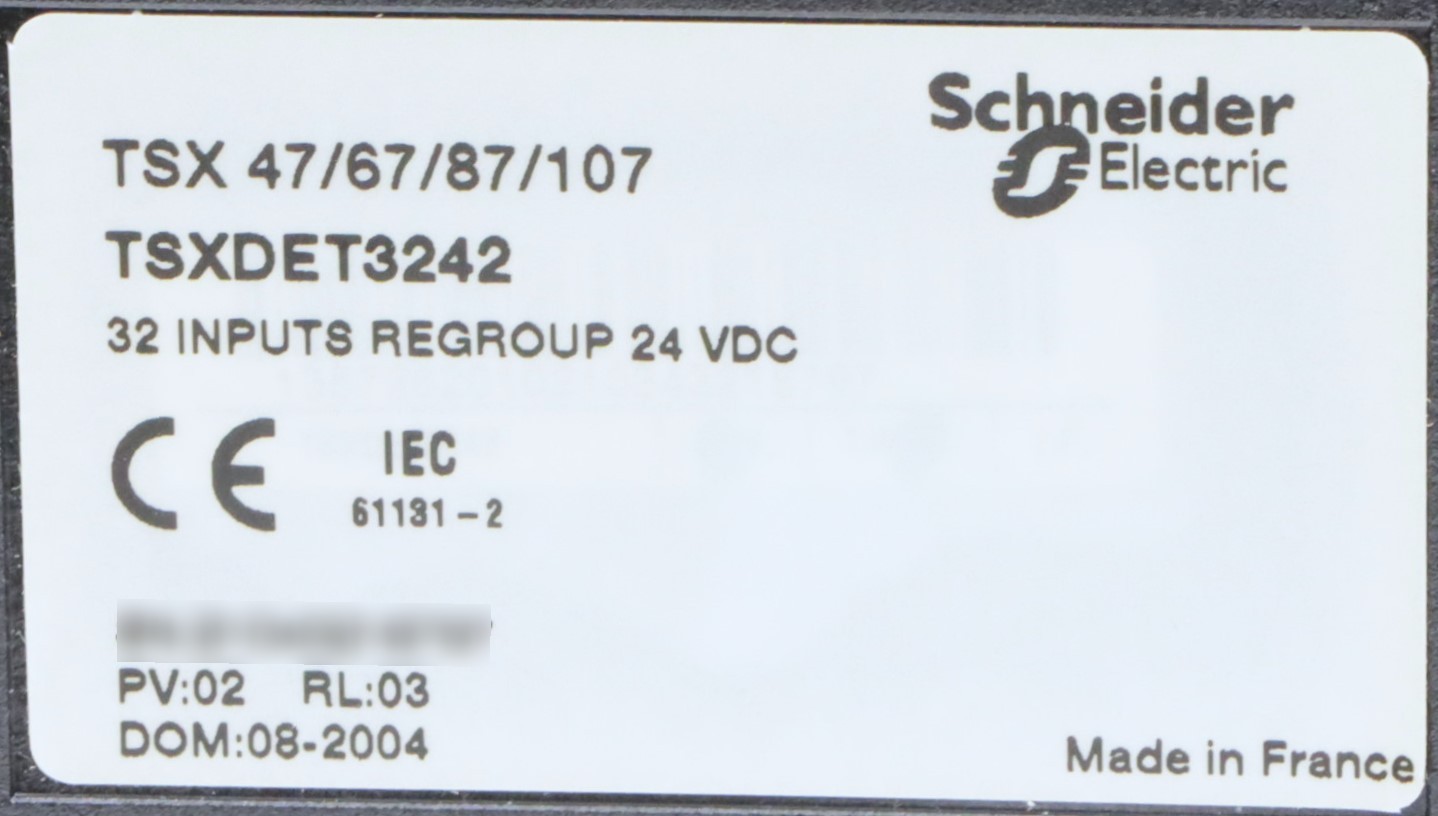 Schneider
Electric
TSX 47/67/87/107
TSXDET3242
32 INPUTS REGROUP 24 VDC
CE IEC
61131-2
PV:02 RL:03
DOM:08-2004
Made in France